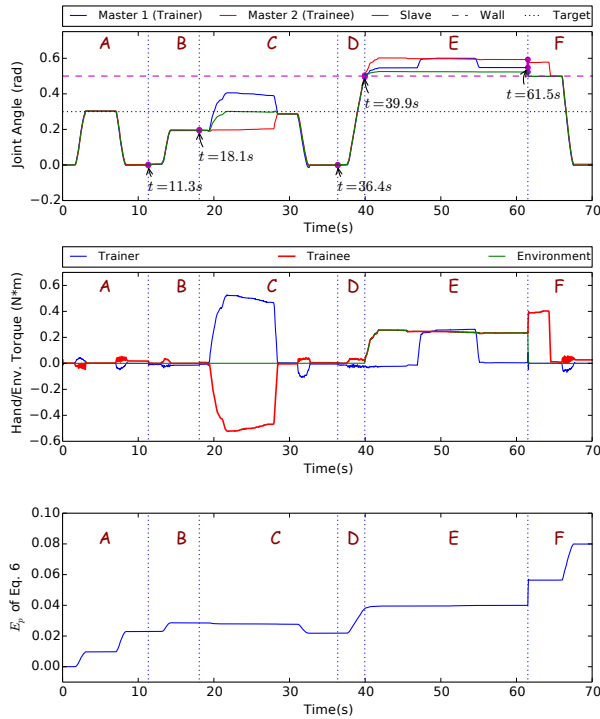 Master 1 (Trainer) Master 2 (Trainee) Slave Wall Target
A B C D E F
Joint Angle (rad)
0.6
0.4
0.2
0.0
−0.2
t=11.3s
t=18.1s
t=36.4s
t=39.9s
t=61.5s
0 10 20 30 40 50 60 70
Time(s)
Trainer Trainee Environment
A B C D E F
Hand/Env. Torque (N*m)
0.6
0.4
0.2
0.0
−0.2
−0.4
−0.6
0 10 20 30 40 50 60 70
Time(s)
A B C D E F
E_p of Eq. 6
0.10
0.08
0.06
0.04
0.02
0.00
0 10 20 30 40 50 60 70
Time(s)